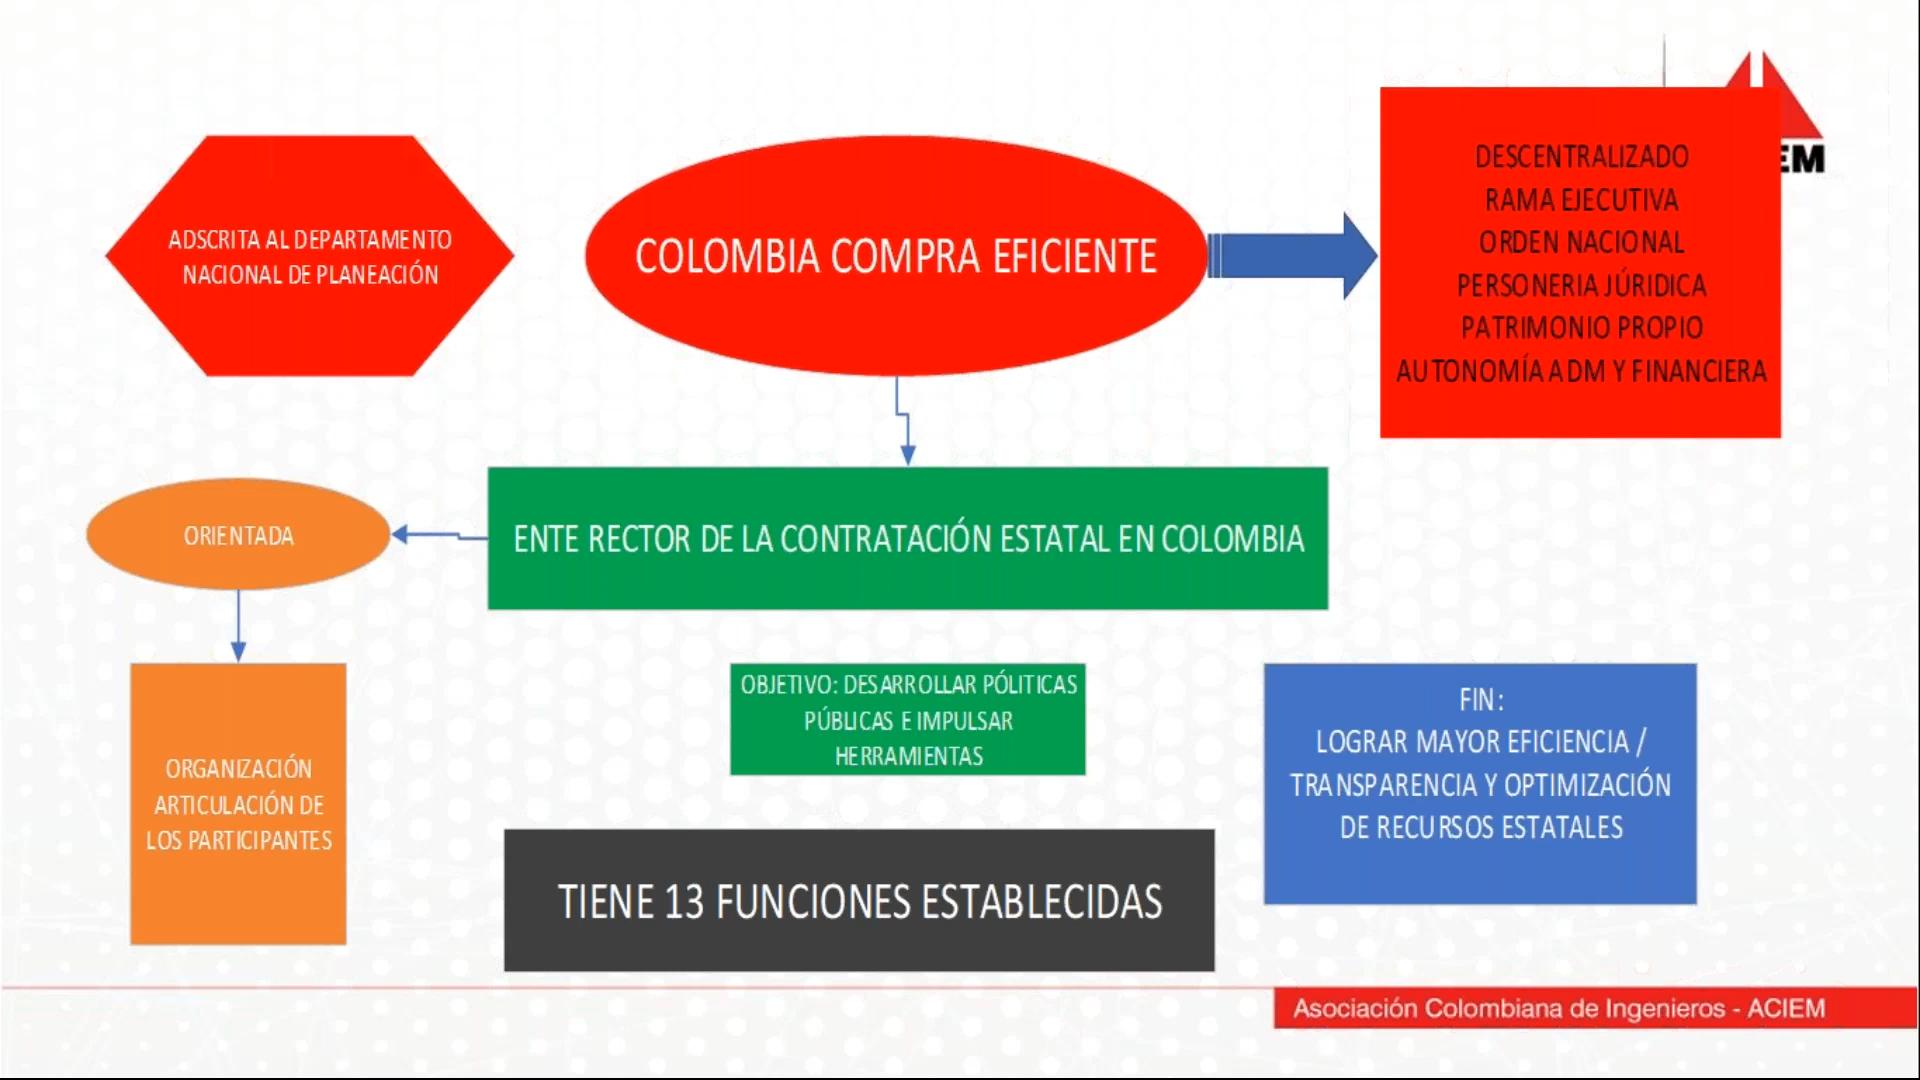 ADSCRITA AL DEPARTAMENTO
NACIONAL DE PLANEACIÓN
COLOMBIA COMPRA EFICIENTE
DESCENTRALIZADO
RAMA EJECUTIVA
ORDEN NACIONAL
PERSONERIA JÚRIDICA
PATRIMONIO PROPIO
AUTONOMÍA ADM Y FINANCIERA
EM
ORIENTADA
ENTE RECTOR DE LA CONTRATACIÓN ESTATAL EN COLOMBIA
ORGANIZACIÓN
ARTICULACIÓN DE
LOS PARTICIPANTES
OBJETIVO: DESARROLLAR PÓLITICAS
PÚBLICAS E IMPULSAR
HERRAMIENTAS
FIN:
LOGRAR MAYOR EFICIENCIA /
TRANSPARENCIA Y OPTIMIZACIÓN
DE RECURSOS ESTATALES
TIENE 13 FUNCIONES ESTABLECIDAS
Asociación Colombiana de Ingenieros - ACIEM